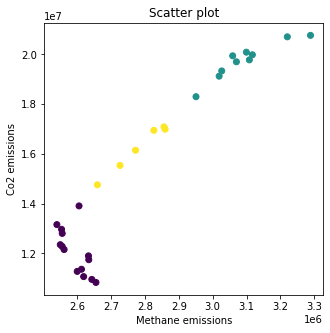 Scatter plot
1e7
2.0
1.8
1.6
1.4
1.2
Co2 emissions
2.6 2.7 2.8 2.9 3.0 3.1 3.2 3.3
1e6
Methane emissions